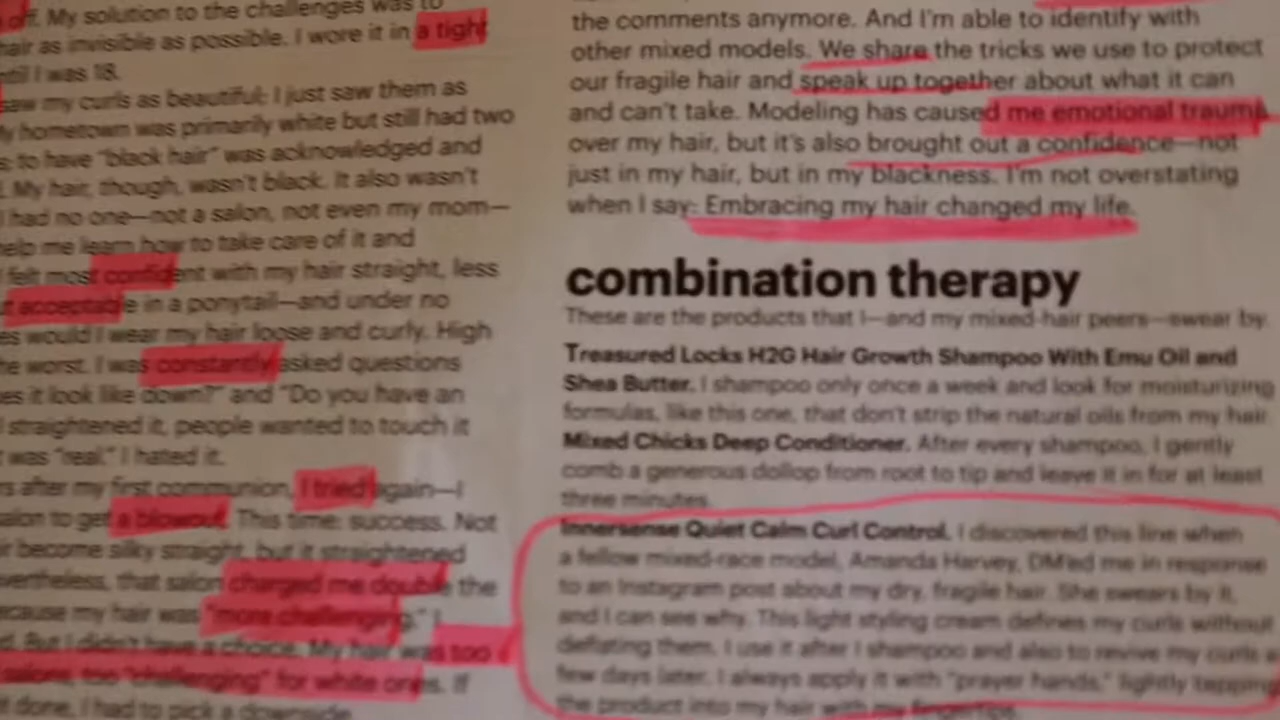 off. My solution to the challenges was to
hair as invisible as possible. I wore it in a tight
until I was 18.
saw my curls as beautiful; I just saw them as
My hometown was primarily white but still had two
to have "black hair" was acknowledged and
My hair, though, wasn't black. It also wasn't
I had no one—not a salon, not even my mom—
help me learn how to take care of it and
felt most confident with my hair straight, less
acceptable in a ponytail—and under no
would I wear my hair loose and curly. High
worst. I was constantly asked questions
it look like down?" and "Do you have an
I straightened it, people wanted to touch it
was "real." I hated it.
after my first communion, I tried again—I
salon to get a blowout. This time: success. Not
become silky straight, but it straightened
that salon charged me double the
because my hair was "more challenging." I
But I didn't have a choice. My hair was too
salons, too "challenging" for white ones. If
done, I had to pick a downside
the comments anymore. And I'm able to identify with
other mixed models. We share the tricks we use to protect
our fragile hair and speak up together about what it can
and can't take. Modeling has caused me emotional trauma
over my hair, but it's also brought out a confidence—not
just in my hair, but in my blackness. I'm not overstating
when I say: Embracing my hair changed my life.
combination therapy
These are the products that I—and my mixed-hair peers—swear by.
Treasured Locks H2G Hair Growth Shampoo With Emu Oil and
Shea Butter. I shampoo only once a week and look for moisturizing
formulas, like this one, that don't strip the natural oils from my hair.
Mixed Chicks Deep Conditioner. After every shampoo, I gently
comb a generous dollop from root to tip and leave it in for at least
three minutes.
Innersense Quiet Calm Curl Control. I discovered this line when
a fellow mixed-race model, Amanda Harvey, DM'ed me in response
to an Instagram post about my dry, fragile hair. She swears by it,
and I can see why. This light styling cream defines my curls without
deflating them. I use it after I shampoo and also to revive my curls a
few days later. I always apply it with "prayer hands," lightly tapping
the product into my hair with my fingertips.